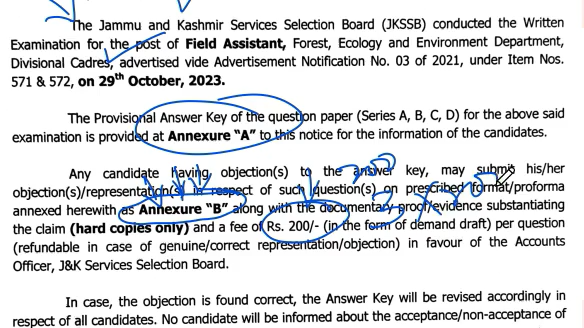 The Jammu and Kashmir Services Selection Board (JKSSB) conducted the Written
Examination for the post of Field Assistant, Forest, Ecology and Environment Department,
Divisional Cadres, advertised vide Advertisement Notification No. 03 of 2021, under Item Nos.
571 & 572, on 29th October, 2023.
The Provisional Answer Key of the question paper (Series A, B, C, D) for the above said
examination is provided at Annexure "A" to this notice for the information of the candidates.
Any candidate having objection(s) to the answer key, may submit his/her
objection(s)/representation(s) in respect of such question(s) on prescribed format/proforma
annexed herewith as Annexure "B" along with the documentary proof/evidence substantiating
the claim (hard copies only) and a fee of Rs. 200/- (in the form of demand draft) per question
(refundable in case of genuine/correct representation/objection) in favour of the Accounts
Officer, J&K Services Selection Board.
In case, the objection is found correct, the Answer Key will be revised accordingly in
respect of all candidates. No candidate will be informed about the acceptance/non-acceptance of